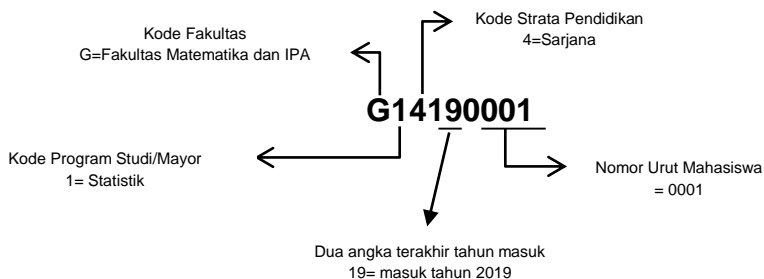 Kode Fakultas
G=Fakultas Matematika dan IPA
Kode Strata Pendidikan
4=Sarjana
G14190001
Kode Program Studi/Mayor
1= Statistik
Nomor Urut Mahasiswa
= 0001
Dua angka terakhir tahun masuk
19= masuk tahun 2019